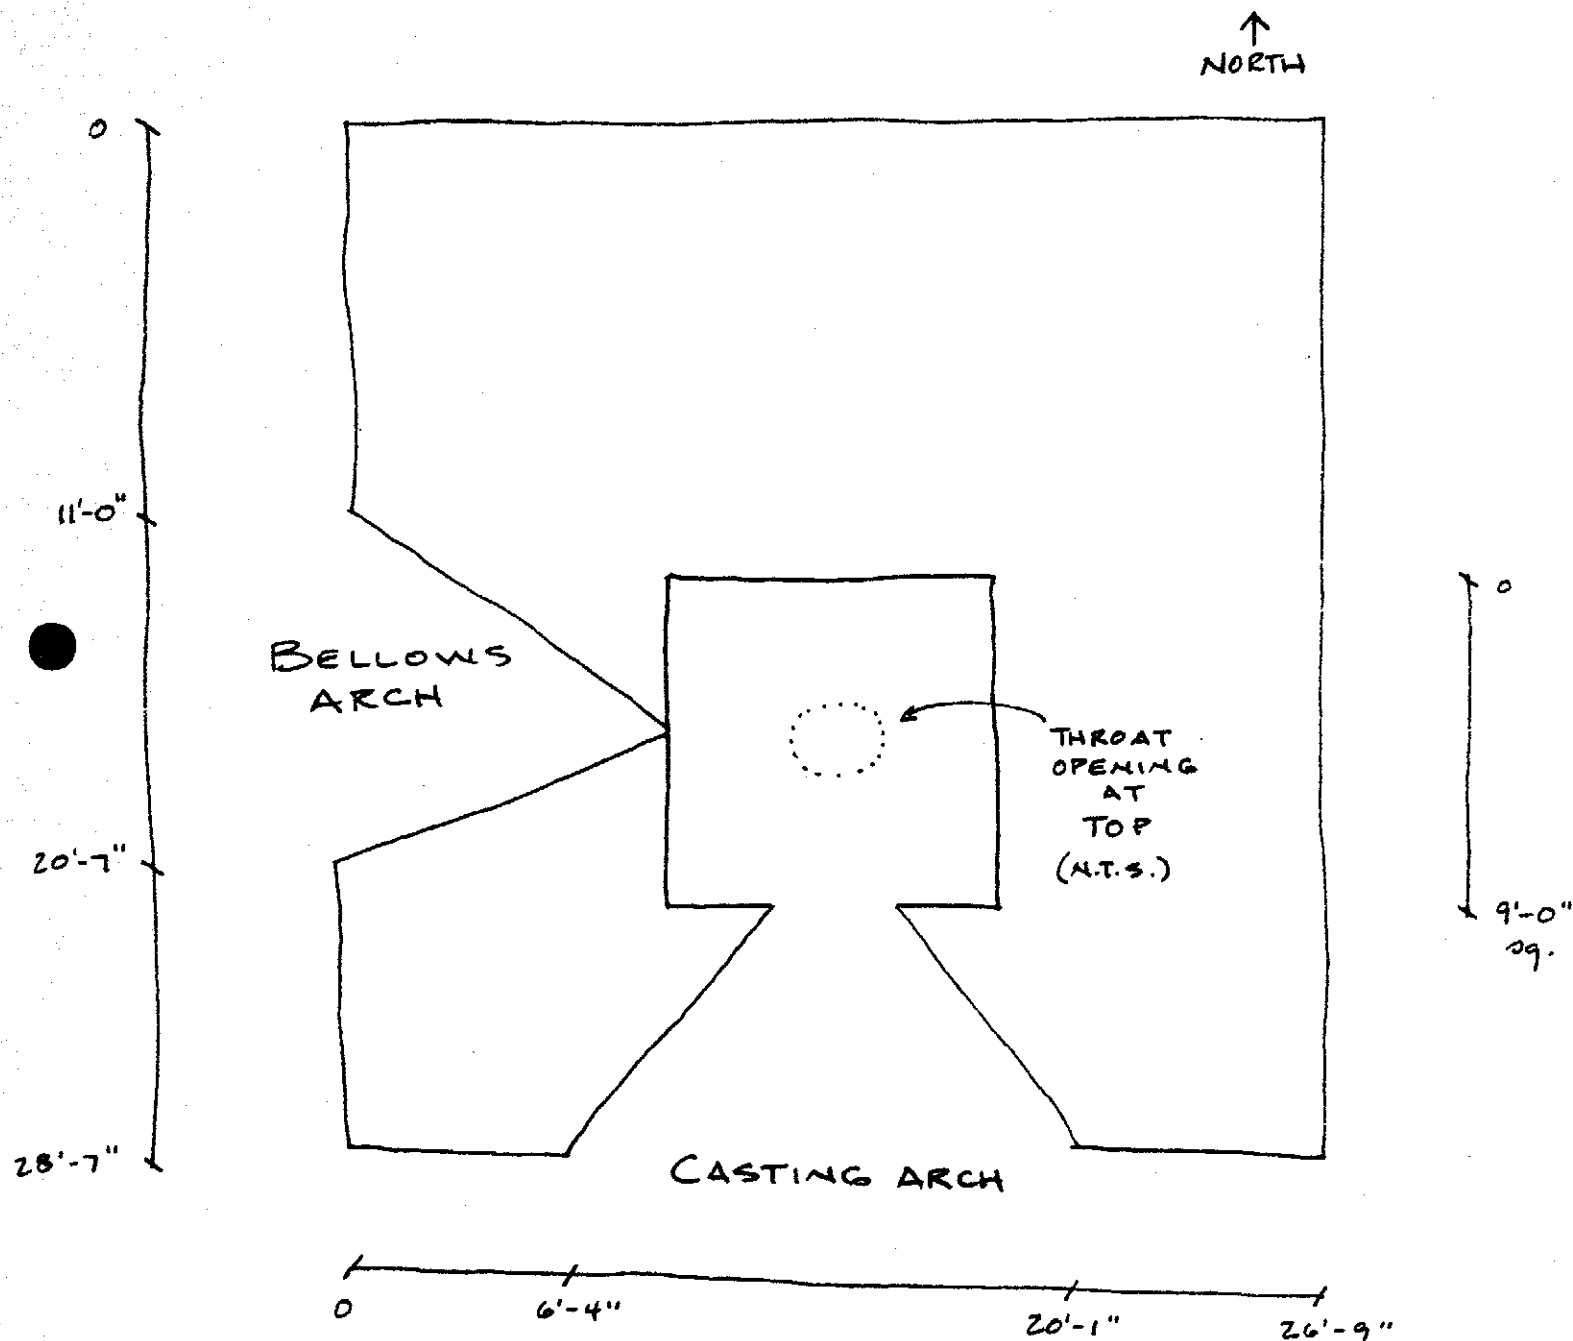 ↑
NORTH
0
11'-0"
BELLOWS
ARCH
0
THROAT
OPENING
AT
TOP
(N.T.S.)
20'-7"
9'-0"
sq.
28'-7"
CASTING ARCH
0
6'-4"
20'-1"
26'-9"